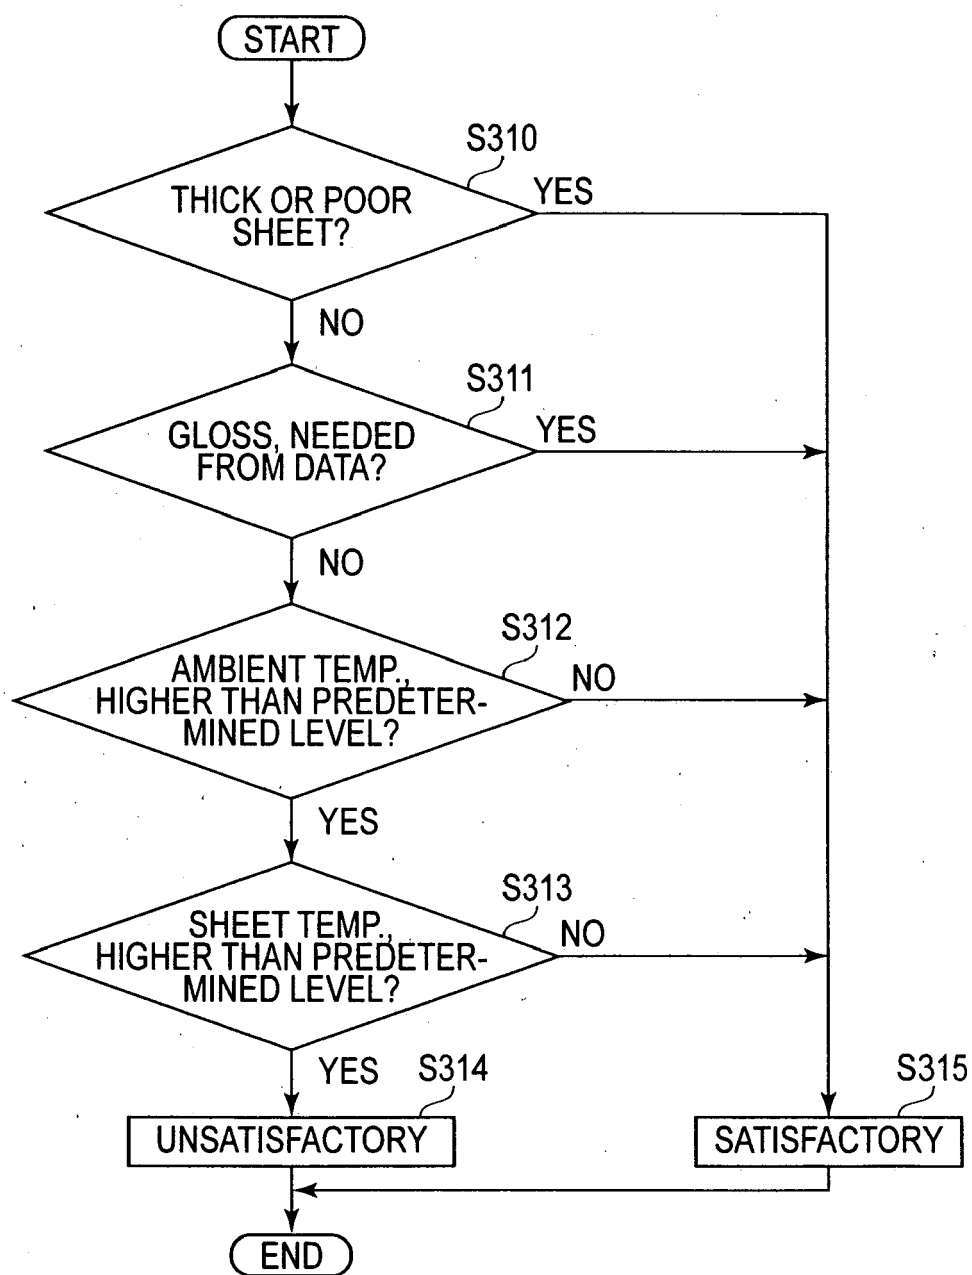 START
S310
THICK OR POOR
SHEET?
YES
NO
S311
GLOSS, NEEDED
FROM DATA?
YES
NO
S312
AMBIENT TEMP.,
HIGHER THAN PREDETER-
MINED LEVEL?
NO
YES
S313
SHEET TEMP.,
HIGHER THAN PREDETER-
MINED LEVEL?
NO
YES
S314
UNSATISFACTORY
S315
SATISFACTORY
END